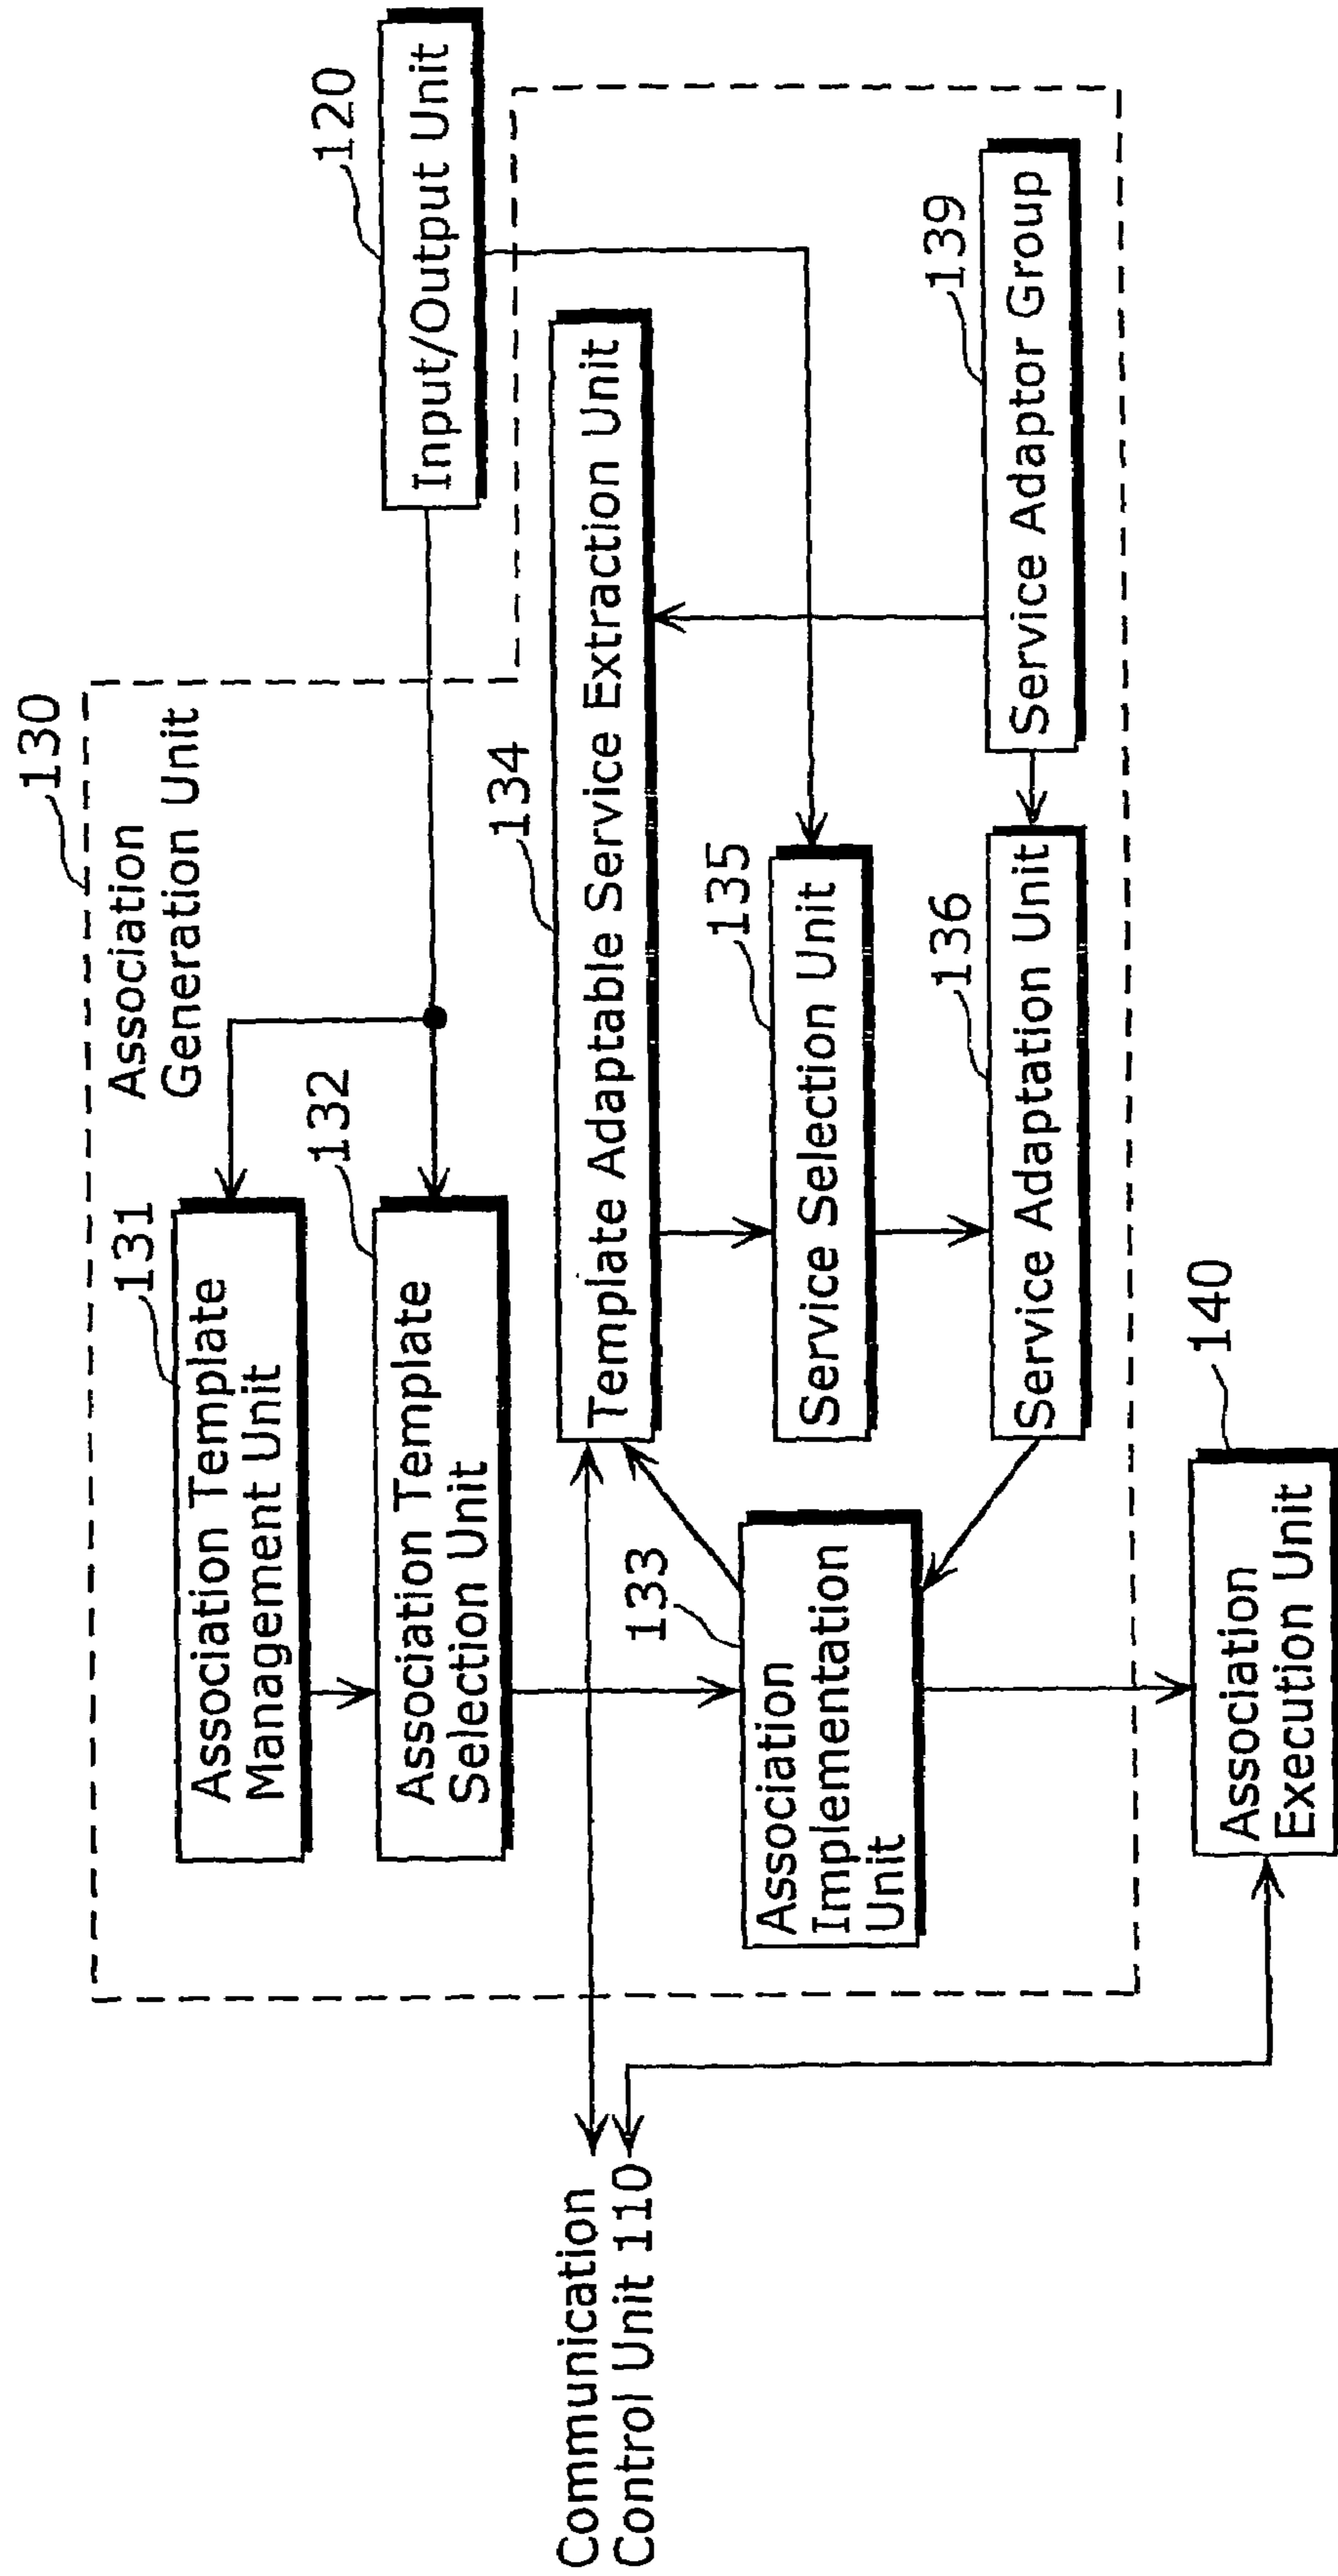 130
Association
Generation Unit
120
Input/Output Unit
131
Association Template
Management Unit
132
Association Template
Selection Unit
134
Template Adaptable Service Extraction Unit
Communication
Control Unit 110
133
Association
Implementation
Unit
135
Service Selection Unit
139
Service Adaptor Group
136
Service Adaptation Unit
140
Association
Execution Unit